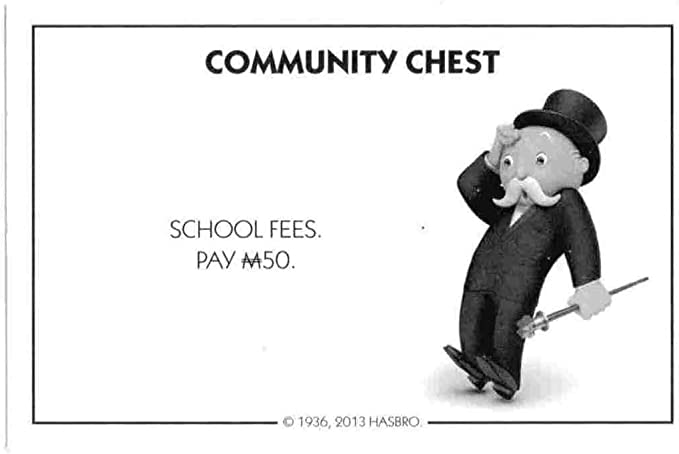 COMMUNITY CHEST
SCHOOL FEES.
PAY ₩50.
© 1936, 2013 HASBRO.